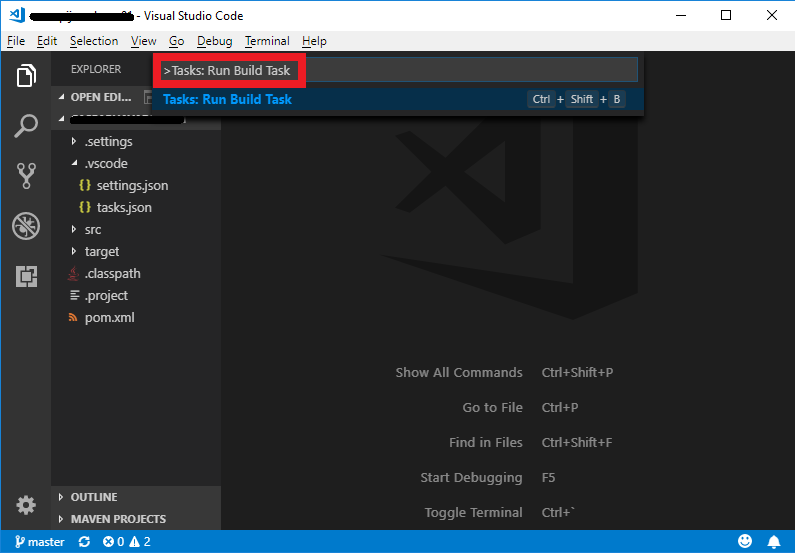 - Visual Studio Code
File Edit Selection View Go Debug Terminal Help
EXPLORER
>Tasks: Run Build Task
OPEN EDI...
Tasks: Run Build Task Ctrl + Shift + B
.settings
.vscode
{} settings.json
{} tasks.json
src
target
.classpath
.project
pom.xml
Show All Commands Ctrl+Shift+P
Go to File Ctrl+P
Find in Files Ctrl+Shift+F
Start Debugging F5
Toggle Terminal Ctrl+`
OUTLINE
MAVEN PROJECTS
master 0 2